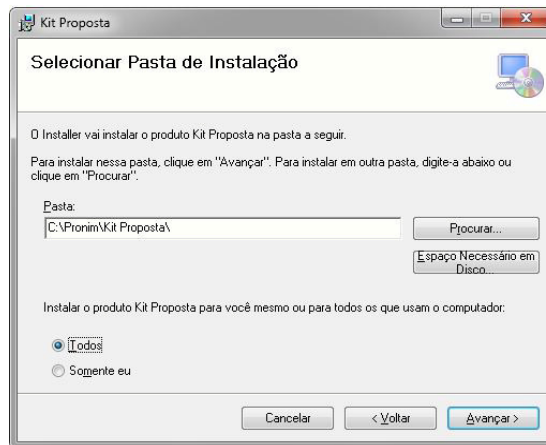 Kit Proposta
Selecionar Pasta de Instalação
O Installer vai instalar o produto Kit Proposta na pasta a seguir.
Para instalar nessa pasta, clique em "Avançar". Para instalar em outra pasta, digite-a abaixo ou
clique em "Procurar".
Pasta:
C:\Pronim\Kit Proposta\
Procurar...
Espaço Necessário em
Disco...
Instalar o produto Kit Proposta para você mesmo ou para todos os que usam o computador:
Todos
Somente eu
Cancelar
< Voltar
Avançar >